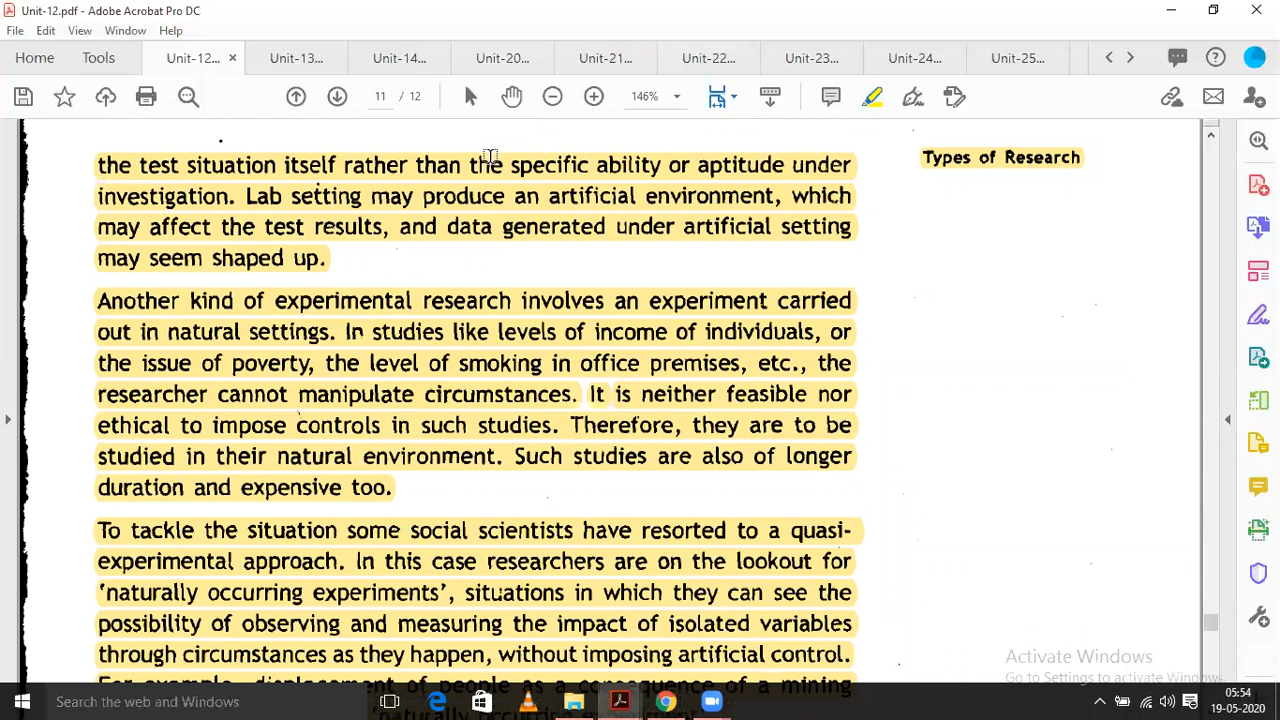 Unit-12.pdf - Adobe Acrobat Pro DC
File Edit View Window Help
Home Tools Unit-12... × Unit-13... Unit-14... Unit-20... Unit-21... Unit-22... Unit-23... Unit-24... Unit-25...
11 / 12 146%
the test situation itself rather than the specific ability or aptitude under
investigation. Lab setting may produce an artificial environment, which
may affect the test results, and data generated under artificial setting
may seem shaped up.
Types of Research
Another kind of experimental research involves an experiment carried
out in natural settings. In studies like levels of income of individuals, or
the issue of poverty, the level of smoking in office premises, etc., the
researcher cannot manipulate circumstances. It is neither feasible nor
ethical to impose controls in such studies. Therefore, they are to be
studied in their natural environment. Such studies are also of longer
duration and expensive too.
To tackle the situation some social scientists have resorted to a quasi-
experimental approach. In this case researchers are on the lookout for
‘naturally occurring experiments’, situations in which they can see the
possibility of observing and measuring the impact of isolated variables
through circumstances as they happen, without imposing artificial control.
For example, displacement of people as a consequence of a mining
Activate Windows
Go to Settings to activate Windows.
Search the web and Windows
05:54
19-05-2020